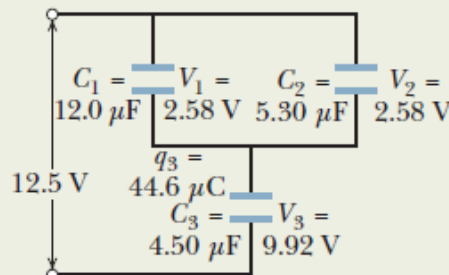 C₁ = V₁ = C₂ = V₂ =
12.0 μF 2.58 V 5.30 μF 2.58 V
q₃ =
12.5 V 44.6 μC
C₃ = V₃ =
4.50 μF 9.92 V